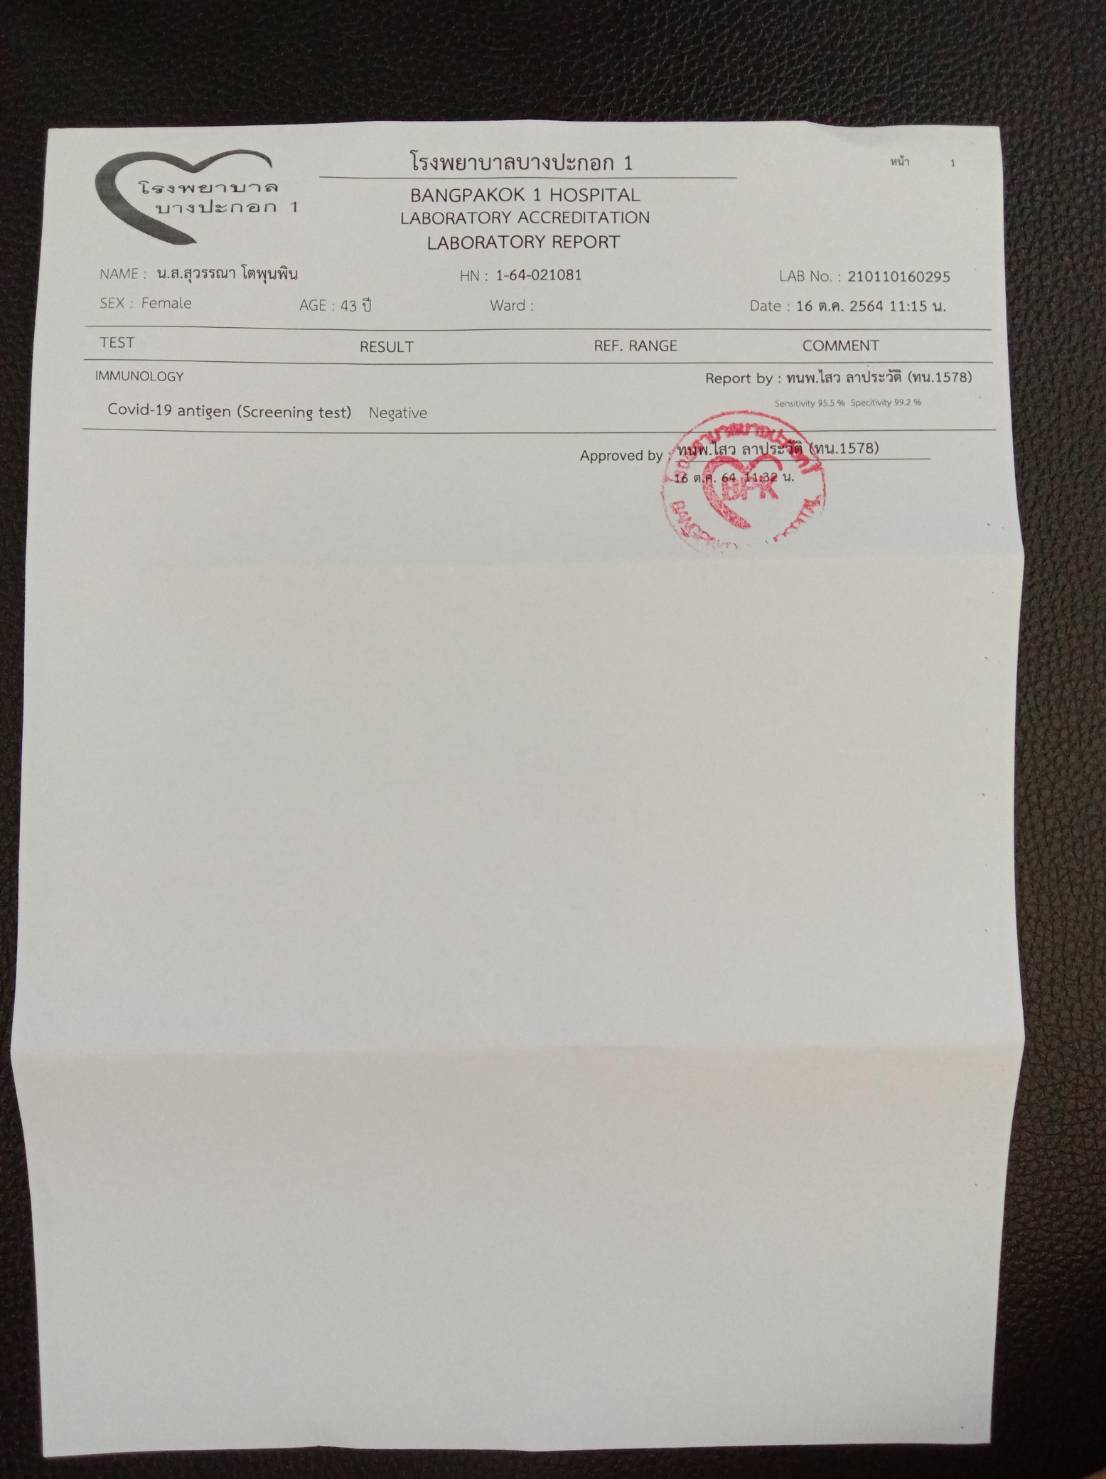 โรงพยาบาล
บางปะกอก 1
โรงพยาบาลบางปะกอก 1
หน้า 1
BANGPAKOK 1 HOSPITAL
LABORATORY ACCREDITATION
LABORATORY REPORT
NAME : น.ส.สุวรรณา โตพุนพิน HN : 1-64-021081 LAB No. : 210110160295
SEX : Female AGE : 43 ปี Ward : Date : 16 ต.ค. 2564 11:15 น.
TEST RESULT REF. RANGE COMMENT
IMMUNOLOGY Report by : ทนพ.ไสว ลาประวัติ (ทน.1578)
Sensitivity 95.5 % Specitivity 99.2 %
Covid-19 antigen (Screening test) Negative
Approved by : ทนพ.ไสว ลาประวัติ (ทน.1578)
16 ต.ค. 64 11:32 น.
BPK